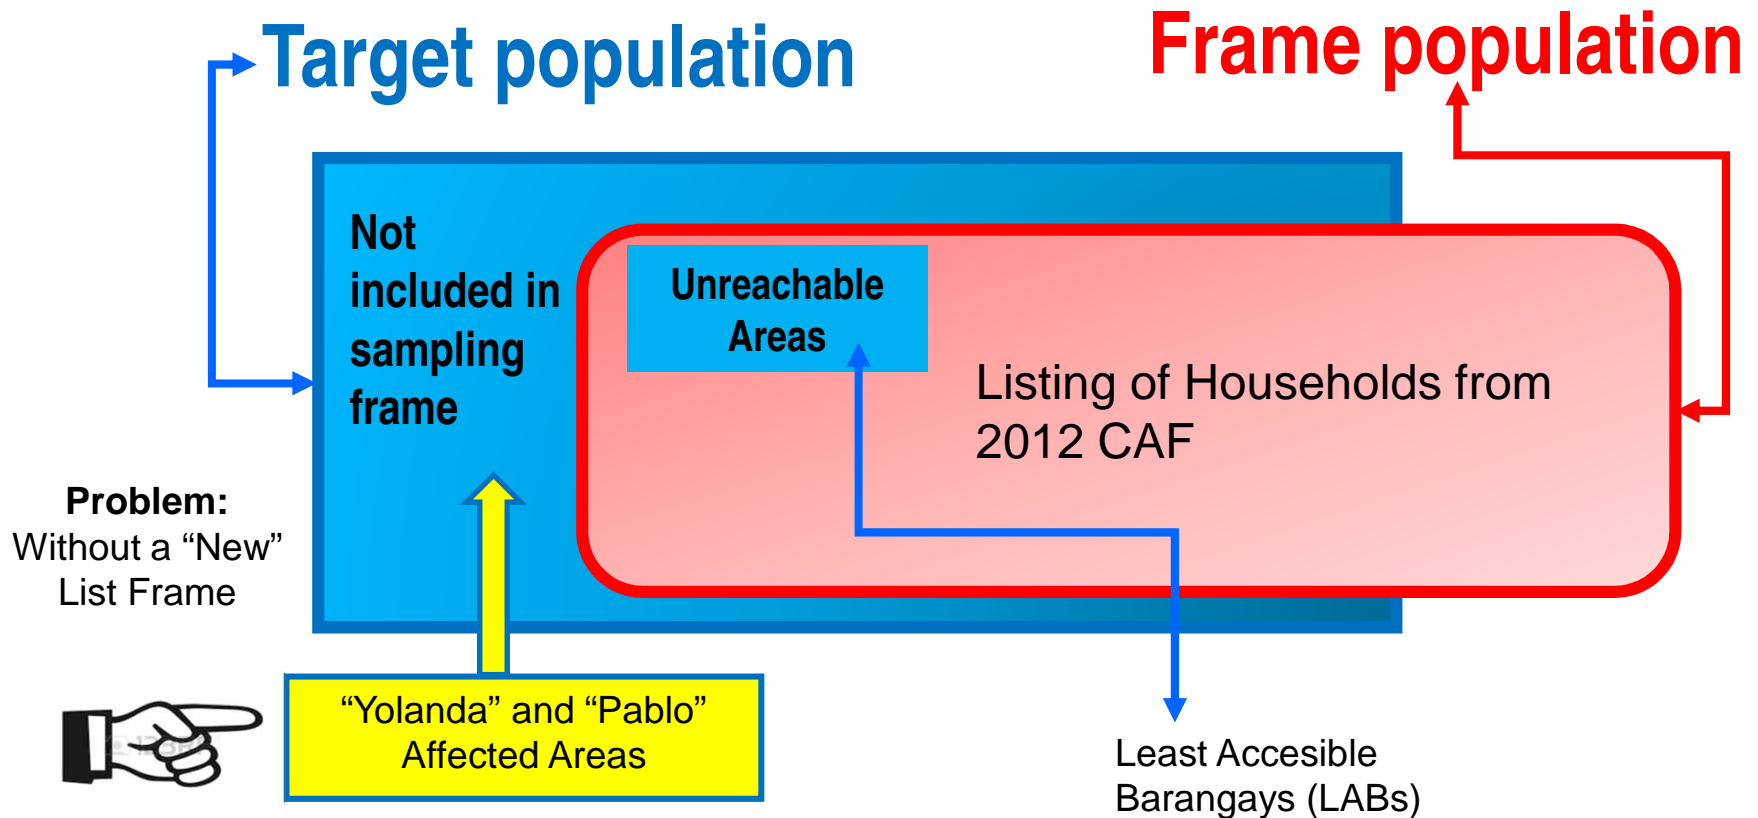 Target population
Frame population
Not
included in
sampling
frame
Unreachable
Areas
Listing of Households from
2012 CAF
Problem:
Without a “New”
List Frame
“Yolanda” and “Pablo”
Affected Areas
Least Accesible
Barangays (LABs)